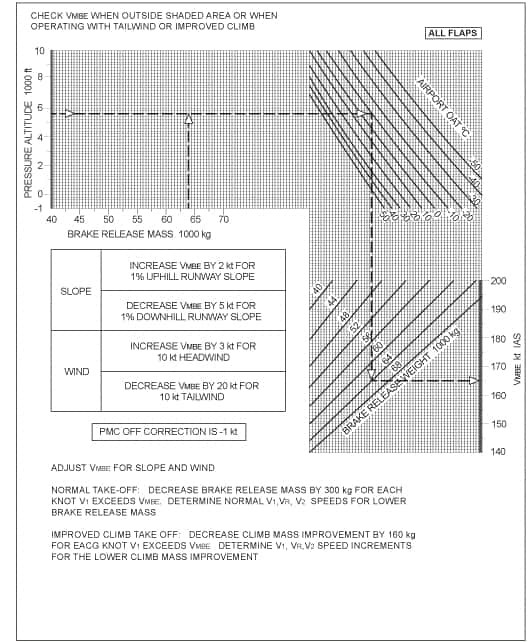 CHECK VMBE WHEN OUTSIDE SHADED AREA OR WHEN
OPERATING WITH TAILWIND OR IMPROVED CLIMB
ALL FLAPS
PRESSURE ALTITUDE 1000 ft
10
8
6
4
2
0
-1
40 45 50 55 60 65 70
BRAKE RELEASE MASS 1000 kg
AIRPORT OAT °C
50 40 30 20 10 0 -10 -20
-30
-40
-50
SLOPE
INCREASE VMBE BY 2 kt FOR
1% UPHILL RUNWAY SLOPE
DECREASE VMBE BY 5 kt FOR
1% DOWNHILL RUNWAY SLOPE
WIND
INCREASE VMBE BY 3 kt FOR
10 kt HEADWIND
DECREASE VMBE BY 20 kt FOR
10 kt TAILWIND
PMC OFF CORRECTION IS -1 kt
40
44
48
52
56
60
64
68
BRAKE RELEASE WEIGHT 1000 kg
200
190
180
170
160
150
140
VMBE kt IAS
ADJUST VMBE FOR SLOPE AND WIND
NORMAL TAKE-OFF: DECREASE BRAKE RELEASE MASS BY 300 kg FOR EACH
KNOT V1 EXCEEDS VMBE. DETERMINE NORMAL V1,VR, V2 SPEEDS FOR LOWER
BRAKE RELEASE MASS
IMPROVED CLIMB TAKE OFF: DECREASE CLIMB MASS IMPROVEMENT BY 160 kg
FOR EACG KNOT V1 EXCEEDS VMBE DETERMINE V1, VR,V2 SPEED INCREMENTS
FOR THE LOWER CLIMB MASS IMPROVEMENT